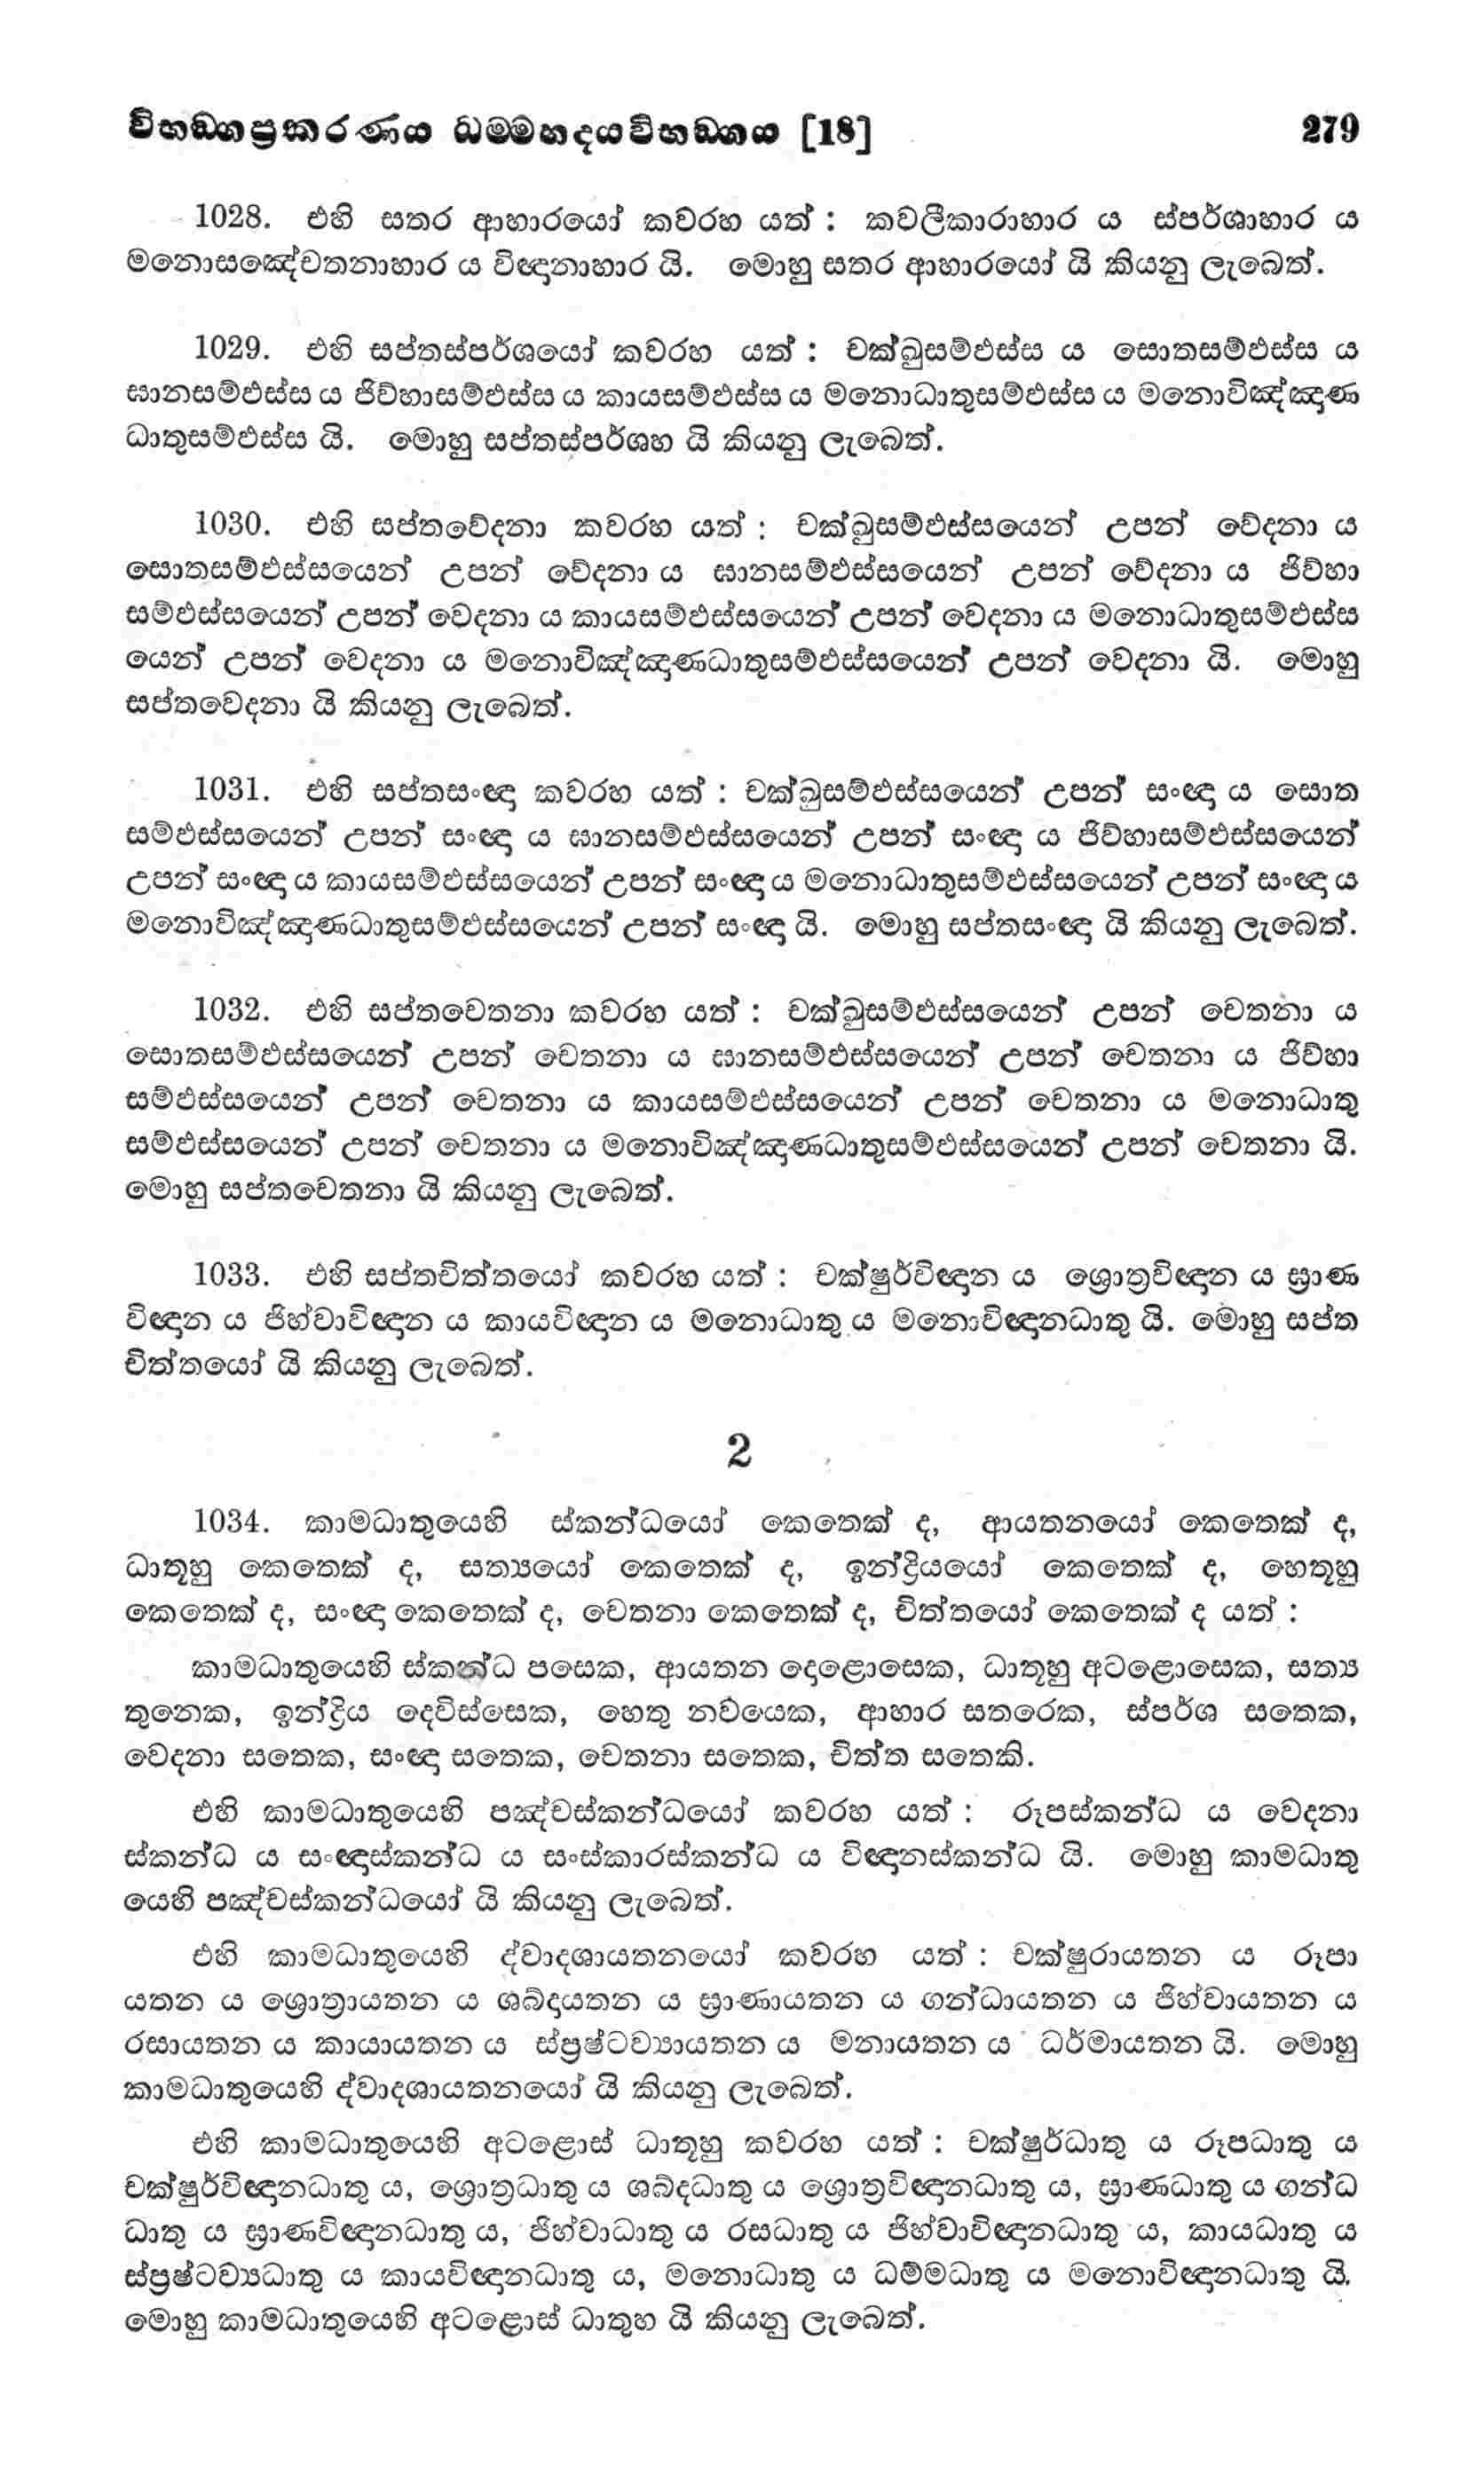 විභඞ්ගප්‍රකරණය ධම්මහදයවිභඞ්ගය [18] 279
1028. එහි සතර ආහාරයෝ කවරහ යත් : කවලීකාරාහාර ය ස්පර්ශාහාර ය
මනොසඤේචතනාහාර ය විඥානාහාර යි. මොහු සතර ආහාරයෝ යි කියනු ලැබෙත්.
1029. එහි සප්තස්පර්ශයෝ කවරහ යත් : චක්ඛුසම්ඵස්ස ය සොතසම්ඵස්ස ය
ඝානසම්ඵස්ස ය ජිව්හාසම්ඵස්ස ය කායසම්ඵස්ස ය මනොධාතුසම්ඵස්ස ය මනොවිඤ්ඤාණ
ධාතුසම්ඵස්ස යි. මොහු සප්තස්පර්ශහ යි කියනු ලැබෙත්.
1030. එහි සප්තවේදනා කවරහ යත් : චක්ඛුසම්ඵස්සයෙන් උපන් වේදනා ය
සොතසම්ඵස්සයෙන් උපන් වේදනා ය ඝානසම්ඵස්සයෙන් උපන් වේදනා ය ජිව්හා
සම්ඵස්සයෙන් උපන් වෙදනා ය කායසම්ඵස්සයෙන් උපන් වෙදනා ය මනොධාතුසම්ඵස්ස
යෙන් උපන් වෙදනා ය මනොවිඤ්ඤාණධාතුසම්ඵස්සයෙන් උපන් වෙදනා යි. මොහු
සප්තවෙදනා යි කියනු ලැබෙත්.
1031. එහි සප්තසංඥා කවරහ යත් : චක්ඛුසම්ඵස්සයෙන් උපන් සංඥා ය සොත
සම්ඵස්සයෙන් උපන් සංඥා ය ඝානසම්ඵස්සයෙන් උපන් සංඥා ය ජිව්හාසම්ඵස්සයෙන්
උපන් සංඥා ය කායසම්ඵස්සයෙන් උපන් සංඥා ය මනොධාතුසම්ඵස්සයෙන් උපන් සංඥා ය
මනොවිඤ්ඤාණධාතුසම්ඵස්සයෙන් උපන් සංඥා යි. මොහු සප්තසංඥා යි කියනු ලැබෙත්.
1032. එහි සප්තචෙතනා කවරහ යත් : චක්ඛුසම්ඵස්සයෙන් උපන් චෙතනා ය
සොතසම්ඵස්සයෙන් උපන් චෙතනා ය ඝානසම්ඵස්සයෙන් උපන් චෙතනා ය ජිව්හා
සම්ඵස්සයෙන් උපන් චෙතනා ය කායසම්ඵස්සයෙන් උපන් චෙතනා ය මනොධාතු
සම්ඵස්සයෙන් උපන් චෙතනා ය මනොවිඤ්ඤාණධාතුසම්ඵස්සයෙන් උපන් චෙතනා යි.
මොහු සප්තචෙතනා යි කියනු ලැබෙත්.
1033. එහි සප්තචිත්තයෝ කවරහ යත් : චක්ෂුර්විඥාන ය ශ්‍රොත්‍රවිඥාන ය ඝ්‍රාණ
විඥාන ය ජිහ්වාවිඥාන ය කායවිඥාන ය මනොධාතු ය මනොවිඥානධාතු යි. මොහු සප්ත
චිත්තයෝ යි කියනු ලැබෙත්.
2
1034. කාමධාතුයෙහි ස්කන්ධයෝ කෙතෙක් ද, ආයතනයෝ කෙතෙක් ද,
ධාතූහු කෙතෙක් ද, සත්‍යයෝ කෙතෙක් ද, ඉන්ද්‍රියයෝ කෙතෙක් ද, හෙතූහු
කෙතෙක් ද, සංඥා කෙතෙක් ද, චෙතනා කෙතෙක් ද, චිත්තයෝ කෙතෙක් ද යත් :
කාමධාතුයෙහි ස්කන්ධ පසෙක, ආයතන දොළොසෙක, ධාතූහු අටළොසෙක, සත්‍ය
තුනෙක, ඉන්ද්‍රිය දෙවිස්සෙක, හෙතු නවයෙක, ආහාර සතරෙක, ස්පර්ශ සතෙක,
වෙදනා සතෙක, සංඥා සතෙක, චෙතනා සතෙක, චිත්ත සතෙකි.
එහි කාමධාතුයෙහි පඤ්චස්කන්ධයෝ කවරහ යත් : රූපස්කන්ධ ය වෙදනා
ස්කන්ධ ය සංඥාස්කන්ධ ය සංස්කාරස්කන්ධ ය විඥානස්කන්ධ යි. මොහු කාමධාතු
යෙහි පඤ්චස්කන්ධයෝ යි කියනු ලැබෙත්.
එහි කාමධාතුයෙහි ද්වාදශායතනයෝ කවරහ යත් : චක්ෂුරායතන ය රූපා
යතන ය ශ්‍රොත්‍රායතන ය ශබ්දායතන ය ඝ්‍රාණායතන ය ගන්ධායතන ය ජිහ්වායතන ය
රසායතන ය කායායතන ය ස්ප්‍රෂ්ටව්‍යායතන ය මනායතන ය ධර්මායතන යි. මොහු
කාමධාතුයෙහි ද්වාදශායතනයෝ යි කියනු ලැබෙත්.
එහි කාමධාතුයෙහි අටළොස් ධාතූහු කවරහ යත් : චක්ෂුර්ධාතු ය රූපධාතු ය
චක්ෂුර්විඥානධාතු ය, ශ්‍රොත්‍රධාතු ය ශබ්දධාතු ය ශ්‍රොත්‍රවිඥානධාතු ය, ඝ්‍රාණධාතු ය ගන්ධ
ධාතු ය ඝ්‍රාණවිඥානධාතු ය, ජිහ්වාධාතු ය රසධාතු ය ජිහ්වාවිඥානධාතු ය, කායධාතු ය
ස්ප්‍රෂ්ටව්‍යධාතු ය කායවිඥානධාතු ය, මනොධාතු ය ධම්මධාතු ය මනොවිඥානධාතු යි.
මොහු කාමධාතුයෙහි අටළොස් ධාතූහ යි කියනු ලැබෙත්.